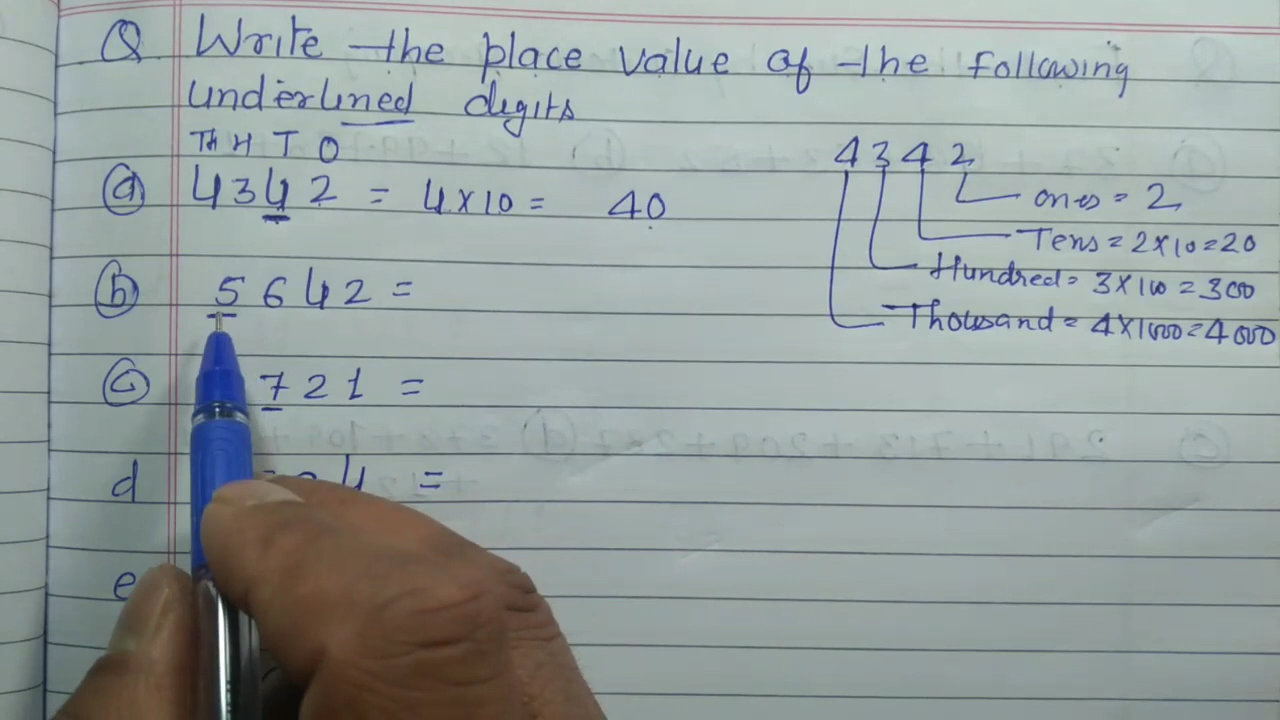 Q Write the place value of the following
underlined digits
TH H T O
(a) 4342 = 4×10 = 40
4342
ones = 2
Tens = 2×10=20
Hundred = 3×100=300
Thousand = 4×1000=4000
(b) 5642 =
(c) 721 =
d 4 =
e